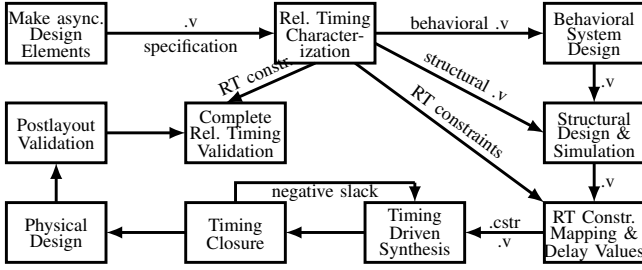 Make async.
Design
Elements
.v
specification
Rel. Timing
Character-
ization
behavioral .v
Behavioral
System
Design
RT constr.
structural .v
RT constraints
.v
Postlayout
Validation
Complete
Rel. Timing
Validation
Structural
Design &
Simulation
.v
negative slack
Physical
Design
Timing
Closure
Timing
Driven
Synthesis
.cstr
.v
RT Constr.
Mapping &
Delay Values